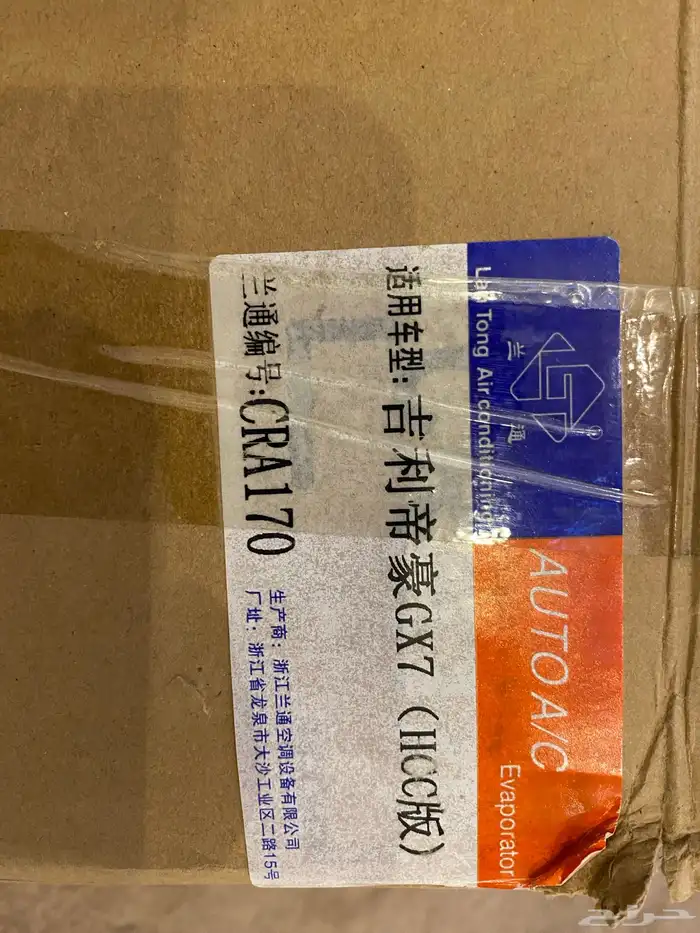 兰 通
Lan Tong Air conditioning
AUTO A/C
Evaporator
适用车型:吉利帝豪GX7(HCC版)
兰通编号:CRA170
生产商:浙江兰通空调设备有限公司
厂址:浙江省龙泉市大沙工业区二路15号
حراج